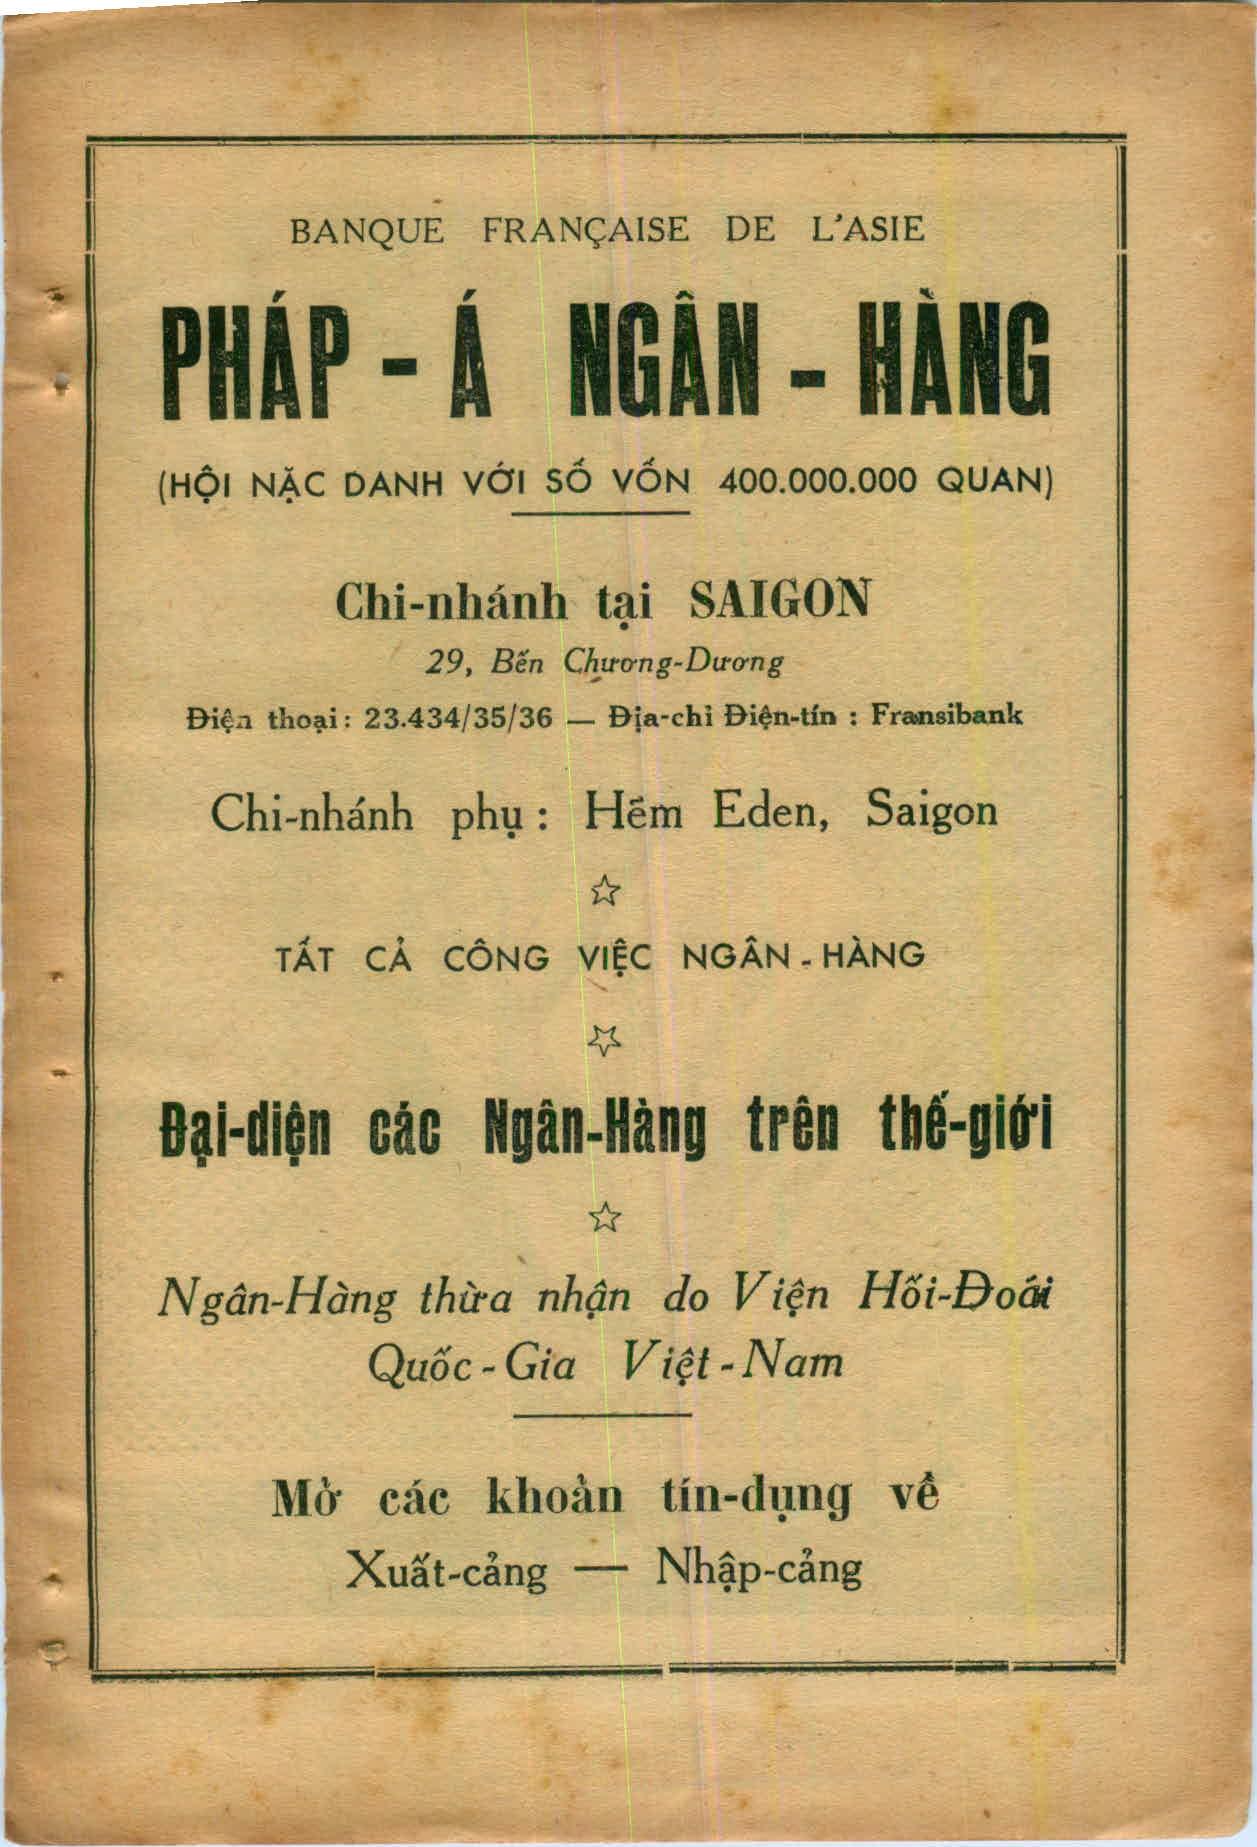 BANQUE FRANÇAISE DE L'ASIE
PHÁP - Á NGÂN - HÀNG
(HỘI NẶC DANH VỚI SỐ VỐN 400.000.000 QUAN)
Chi-nhánh tại SAIGON
29, Bến Chương-Dương
Điện thoại : 23.434/35/36 — Địa-chỉ Điện-tín : Fransibank
Chi-nhánh phụ : Hẽm Eden, Saigon
☆
TẤT CẢ CÔNG VIỆC NGÂN - HÀNG
☆
Đại-diện các Ngân-Hàng trên thế-giới
☆
Ngân-Hàng thừa nhận do Viện Hối-Đoái
Quốc - Gia Việt - Nam
Mở các khoản tín-dụng về
Xuất-cảng — Nhập-cảng